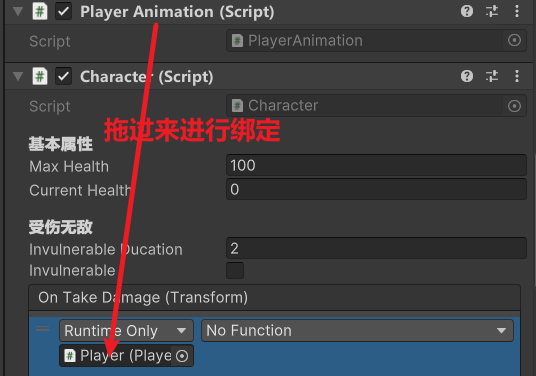 Player Animation (Script)
Script
PlayerAnimation
Character (Script)
Script
Character
拖过来进行绑定
基本属性
Max Health
100
Current Health
0
受伤无敌
Invulnerable Ducation
2
Invulnerable
On Take Damage (Transform)
Runtime Only
No Function
Player (Playe